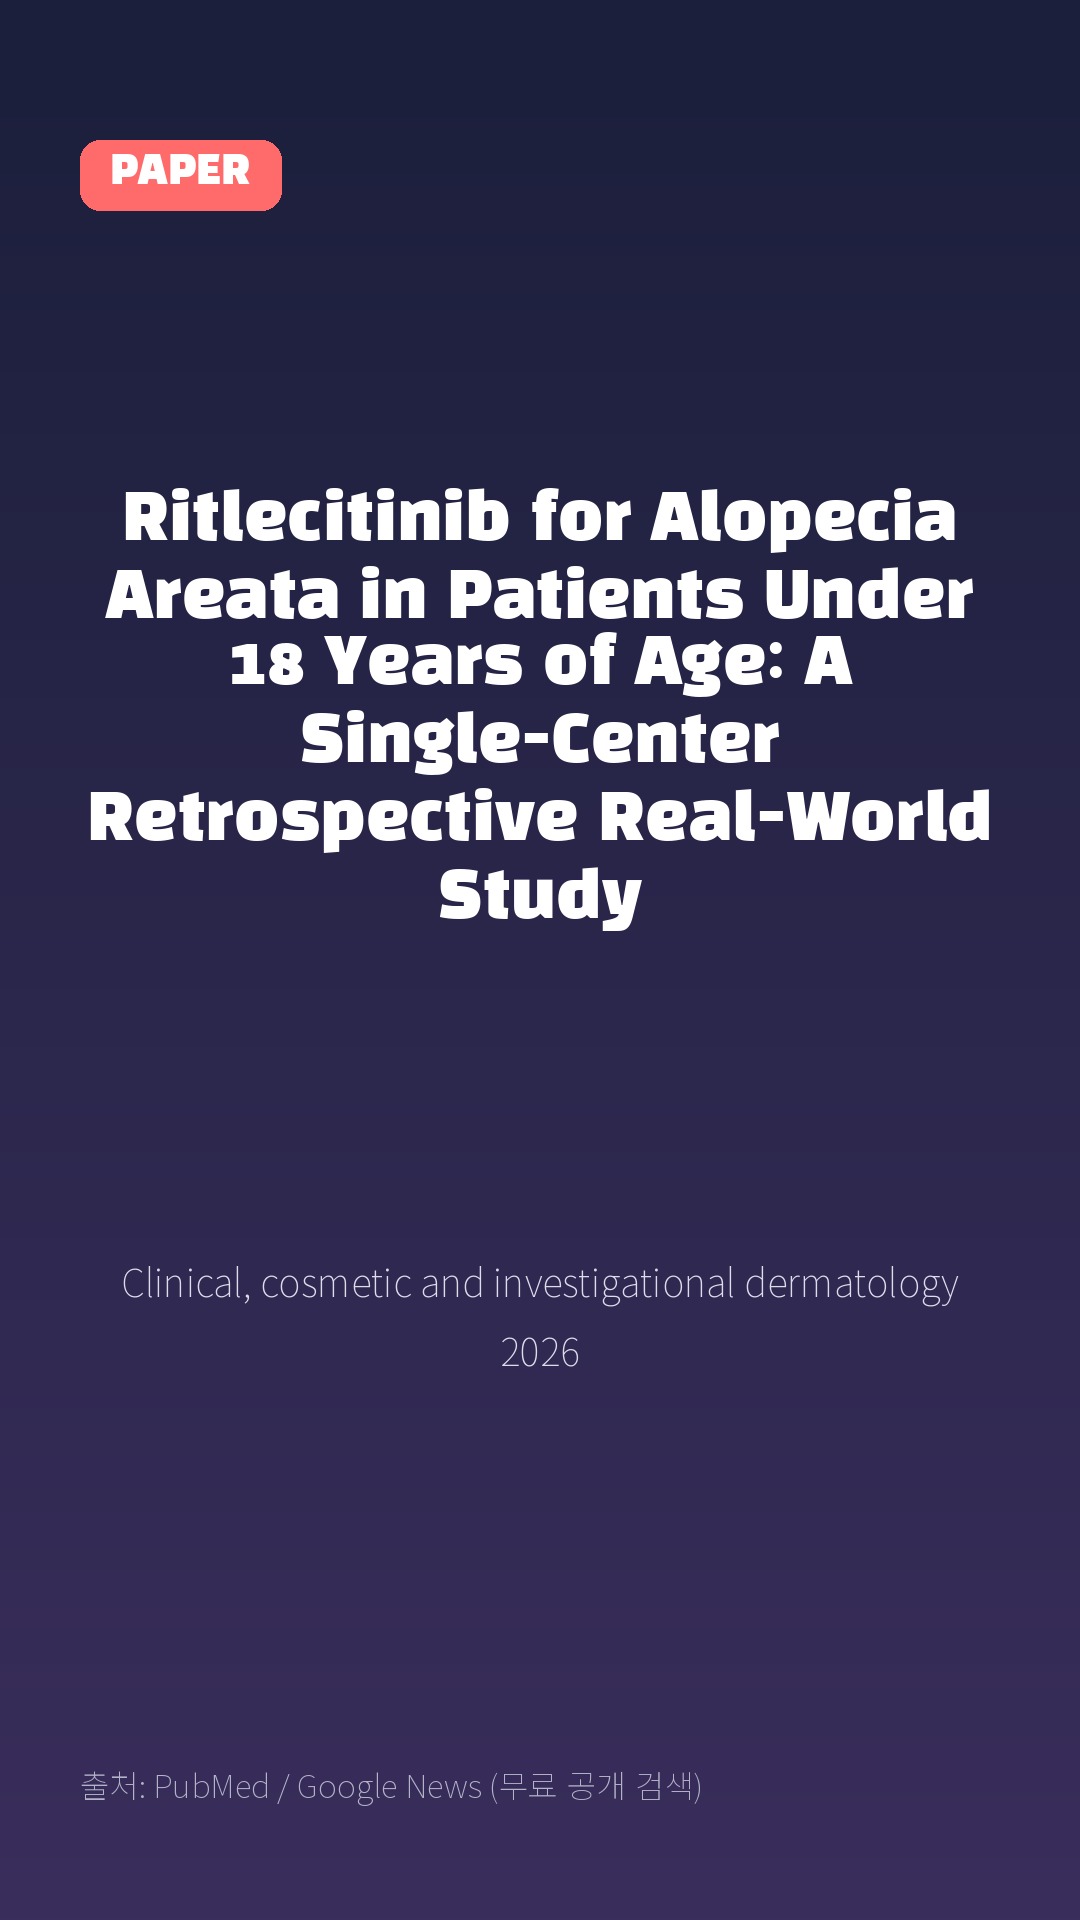 PAPER
Ritlecitinib for Alopecia
Areata in Patients Under
18 Years of Age: A
Single-Center
Retrospective Real-World
Study
Clinical, cosmetic and investigational dermatology
2026
출처: PubMed / Google News (무료 공개 검색)